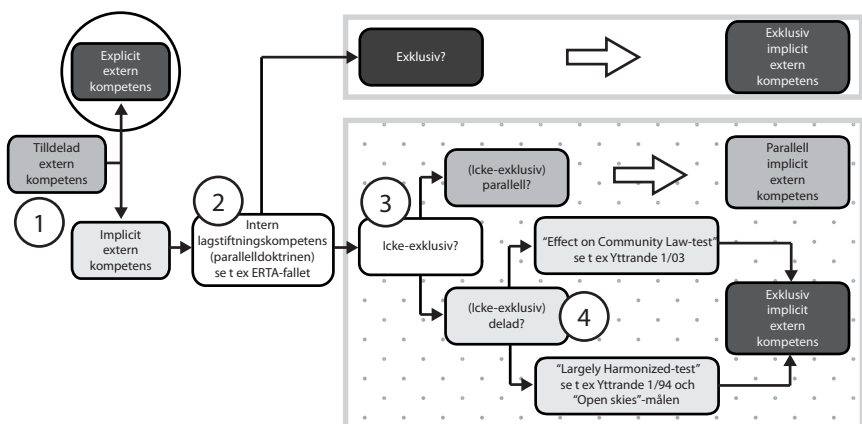 Explicit
extern
kompetens
Tilldelad
extern
kompetens
1
Implicit
extern
kompetens
2
Intern
lagstiftningskompetens
(paralleldoktrinen)
se t ex ERTA-fallet
Exklusiv?
Exklusiv
implicit
extern
kompetens
3
Icke-exklusiv?
(Icke-exklusiv)
parallell?
Parallell
implicit
extern
kompetens
(Icke-exklusiv)
delad?
4
“Effect on Community Law-test”
se t ex Yttrande 1/03
“Largely Harmonized-test”
se t ex Yttrande 1/94 och
“Open skies”-målen
Exklusiv
implicit
extern
kompetens